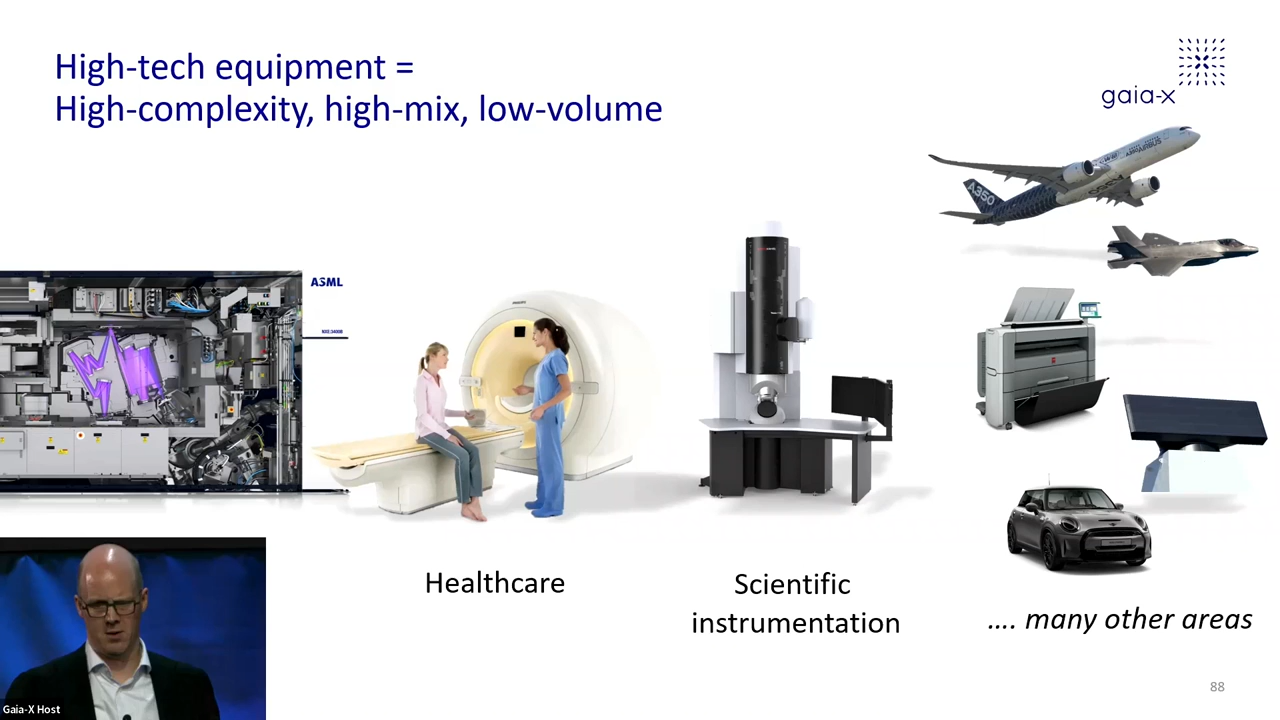 High-tech equipment =
High-complexity, high-mix, low-volume
gaia-x
AIRBUS
A350
ASML
PHILIPS
Healthcare
Scientific
instrumentation
.... many other areas
88
Gaia-X Host